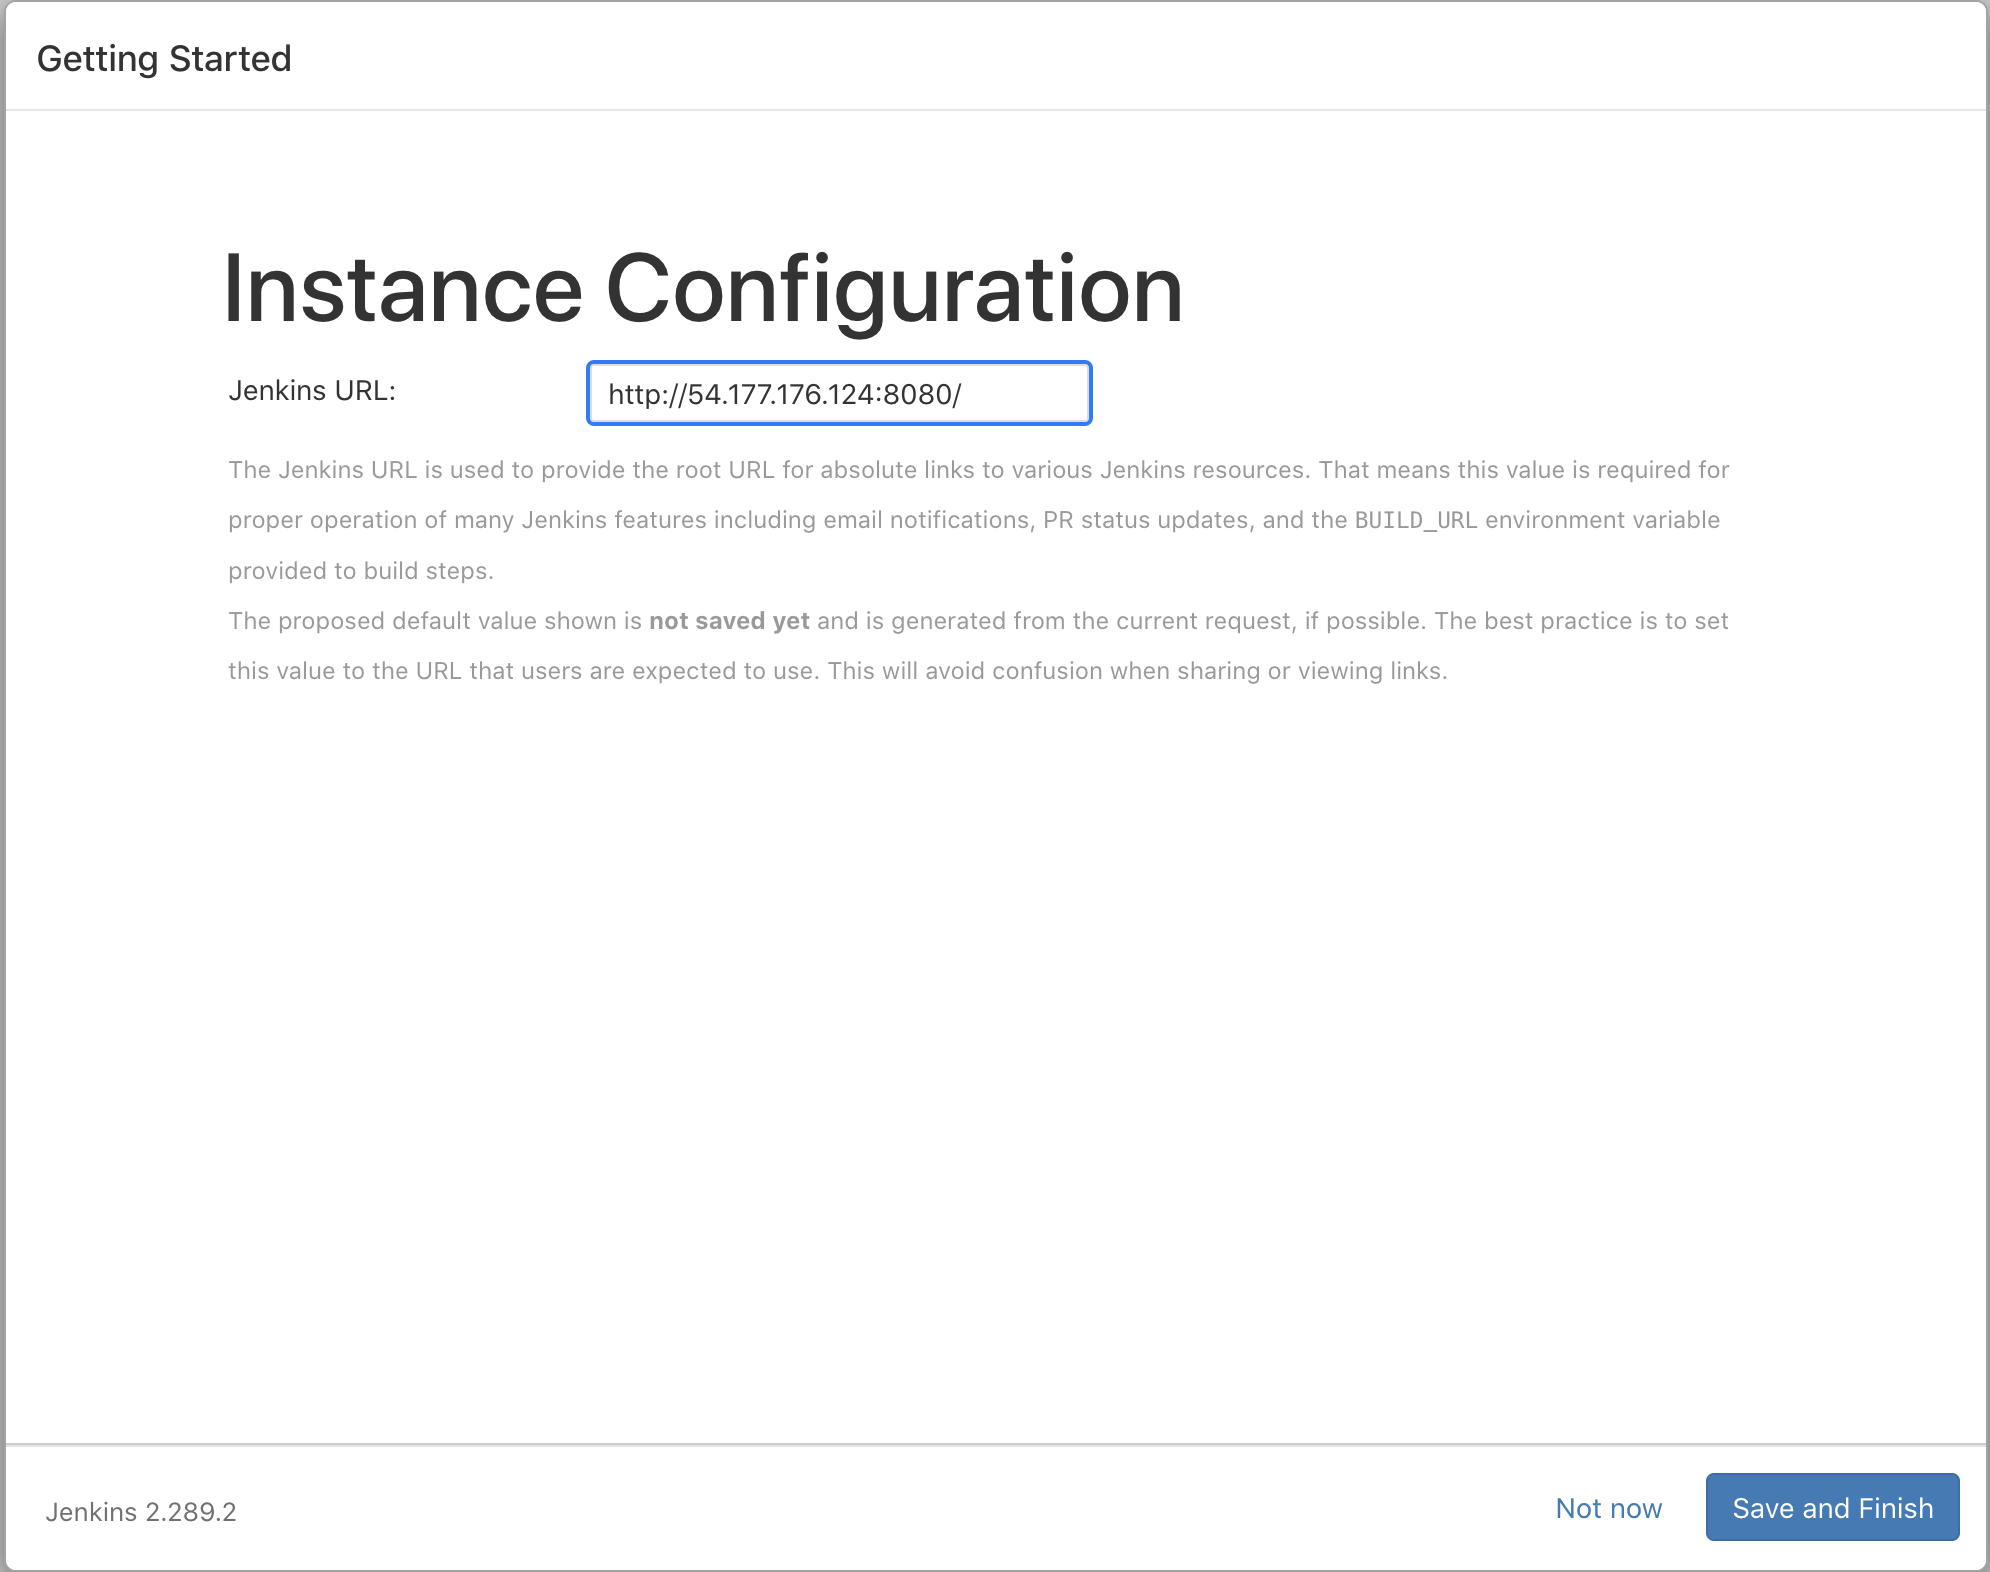 Getting Started
Instance Configuration
Jenkins URL: http://54.177.176.124:8080/
The Jenkins URL is used to provide the root URL for absolute links to various Jenkins resources. That means this value is required for
proper operation of many Jenkins features including email notifications, PR status updates, and the BUILD_URL environment variable
provided to build steps.
The proposed default value shown is not saved yet and is generated from the current request, if possible. The best practice is to set
this value to the URL that users are expected to use. This will avoid confusion when sharing or viewing links.
Jenkins 2.289.2 Not now Save and Finish